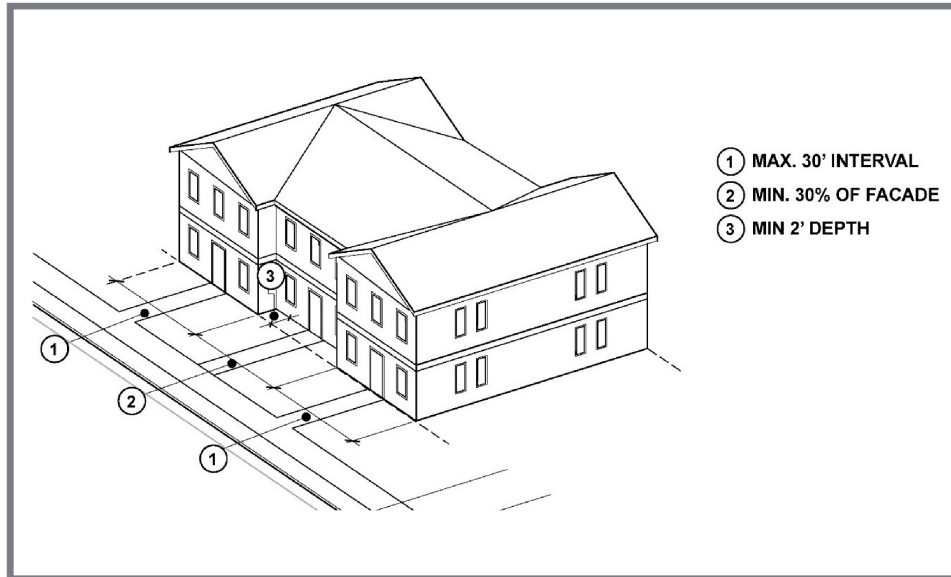 ① MAX. 30' INTERVAL
② MIN. 30% OF FACADE
③ MIN 2' DEPTH
3
1
2
1